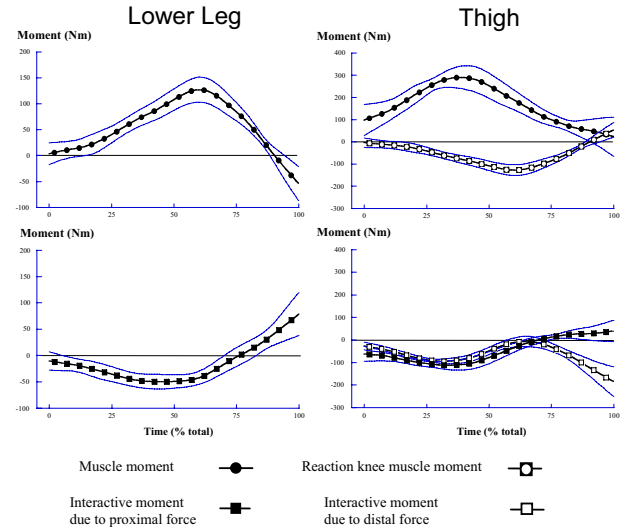 Lower Leg
Thigh
Moment (Nm)
Moment (Nm)
200
150
100
50
0
-50
-100
0 25 50 75 100
400
300
200
100
0
-100
-200
-300
0 25 50 75 100
Moment (Nm)
Moment (Nm)
200
150
100
50
0
-50
-100
0 25 50 75 100
Time (% total)
400
300
200
100
0
-100
-200
-300
0 25 50 75 100
Time (% total)
Muscle moment
Reaction knee muscle moment
Interactive moment
due to proximal force
Interactive moment
due to distal force